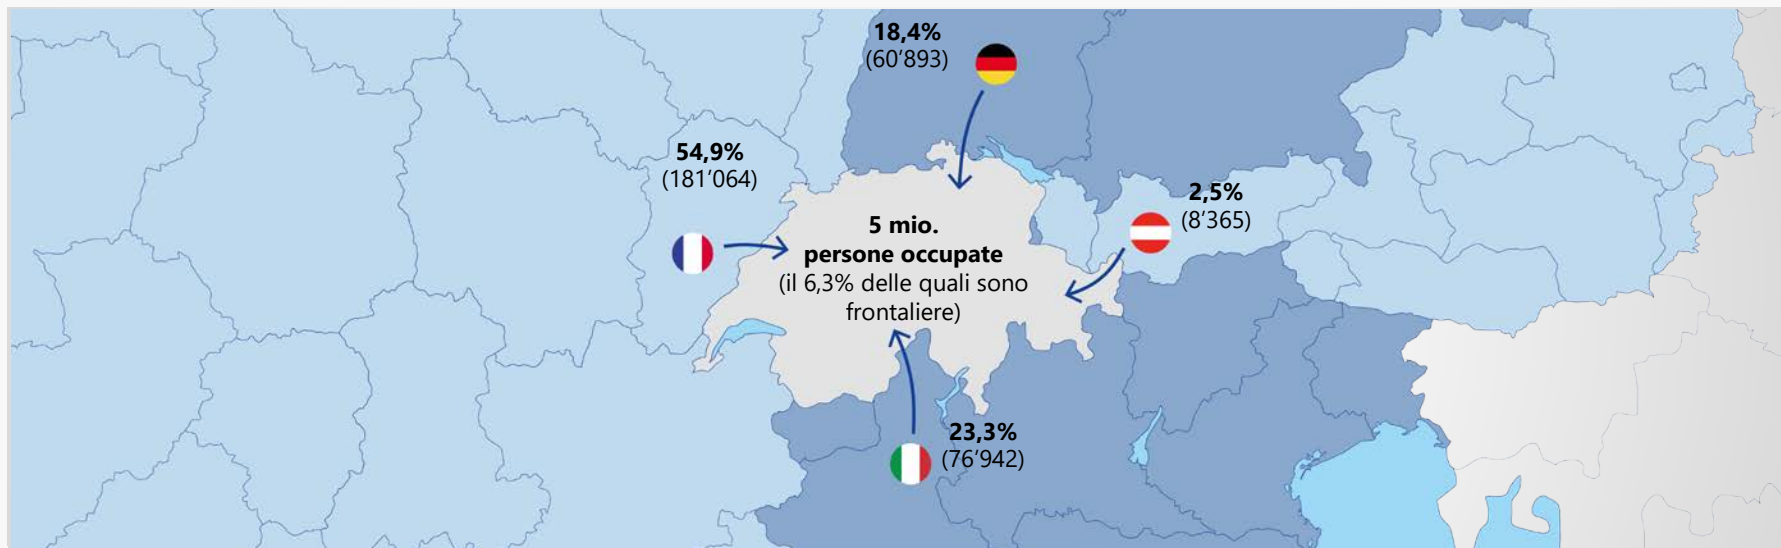 18,4%
(60’893)
54,9%
(181’064)
2,5%
(8’365)
5 mio.
persone occupate
(il 6,3% delle quali sono
frontaliere)
23,3%
(76’942)